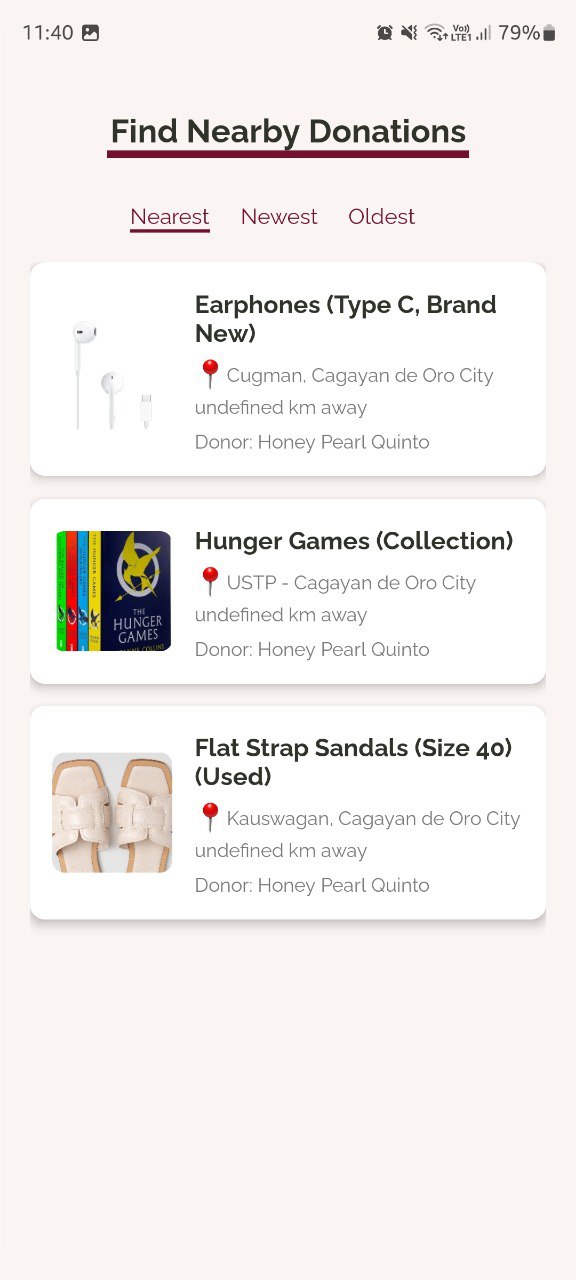 11:40
Vo)) LTE1 79%
Find Nearby Donations
Nearest Newest Oldest
Earphones (Type C, Brand
New)
Cugman, Cagayan de Oro City
undefined km away
Donor: Honey Pearl Quinto
Hunger Games (Collection)
USTP - Cagayan de Oro City
undefined km away
Donor: Honey Pearl Quinto
THE
HUNGER
GAMES
Flat Strap Sandals (Size 40)
(Used)
Kauswagan, Cagayan de Oro City
undefined km away
Donor: Honey Pearl Quinto